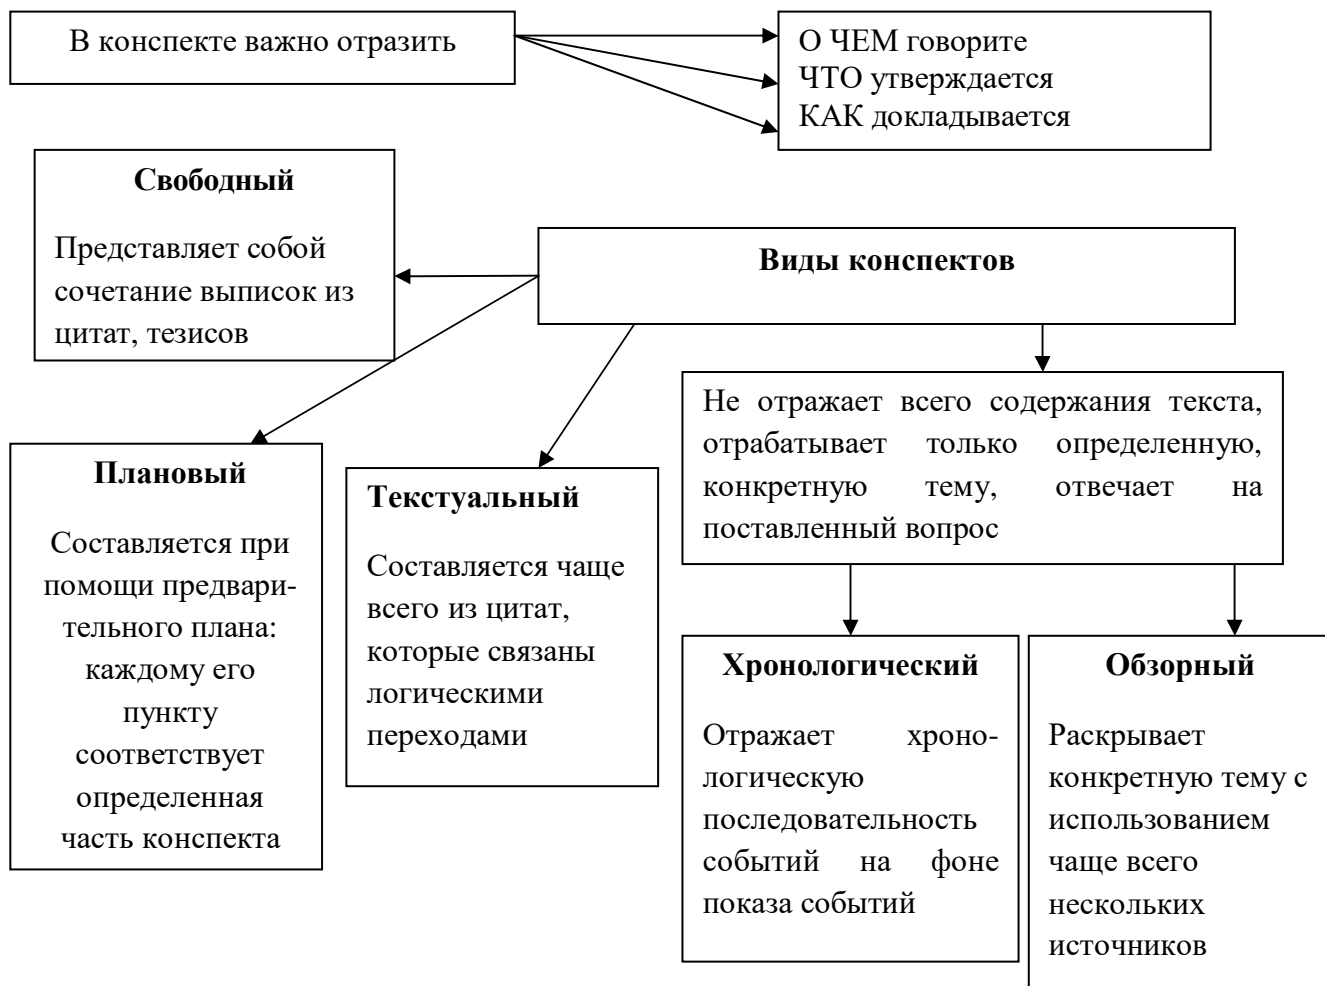 В конспекте важно отразить
О ЧЕМ говорите
ЧТО утверждается
КАК докладывается
Свободный
Представляет собой
сочетание выписок из
цитат, тезисов
Виды конспектов
Не отражает всего содержания текста,
отрабатывает только определенную,
конкретную тему, отвечает на
поставленный вопрос
Плановый
Составляется при
помощи предвари-
тельного плана:
каждому его
пункту
соответствует
определенная
часть конспекта
Текстуальный
Составляется чаще
всего из цитат,
которые связаны
логическими
переходами
Хронологический
Отражает хроно-
логическую
последовательность
событий на фоне
показа событий
Обзорный
Раскрывает
конкретную тему с
использованием
чаще всего
нескольких
источников